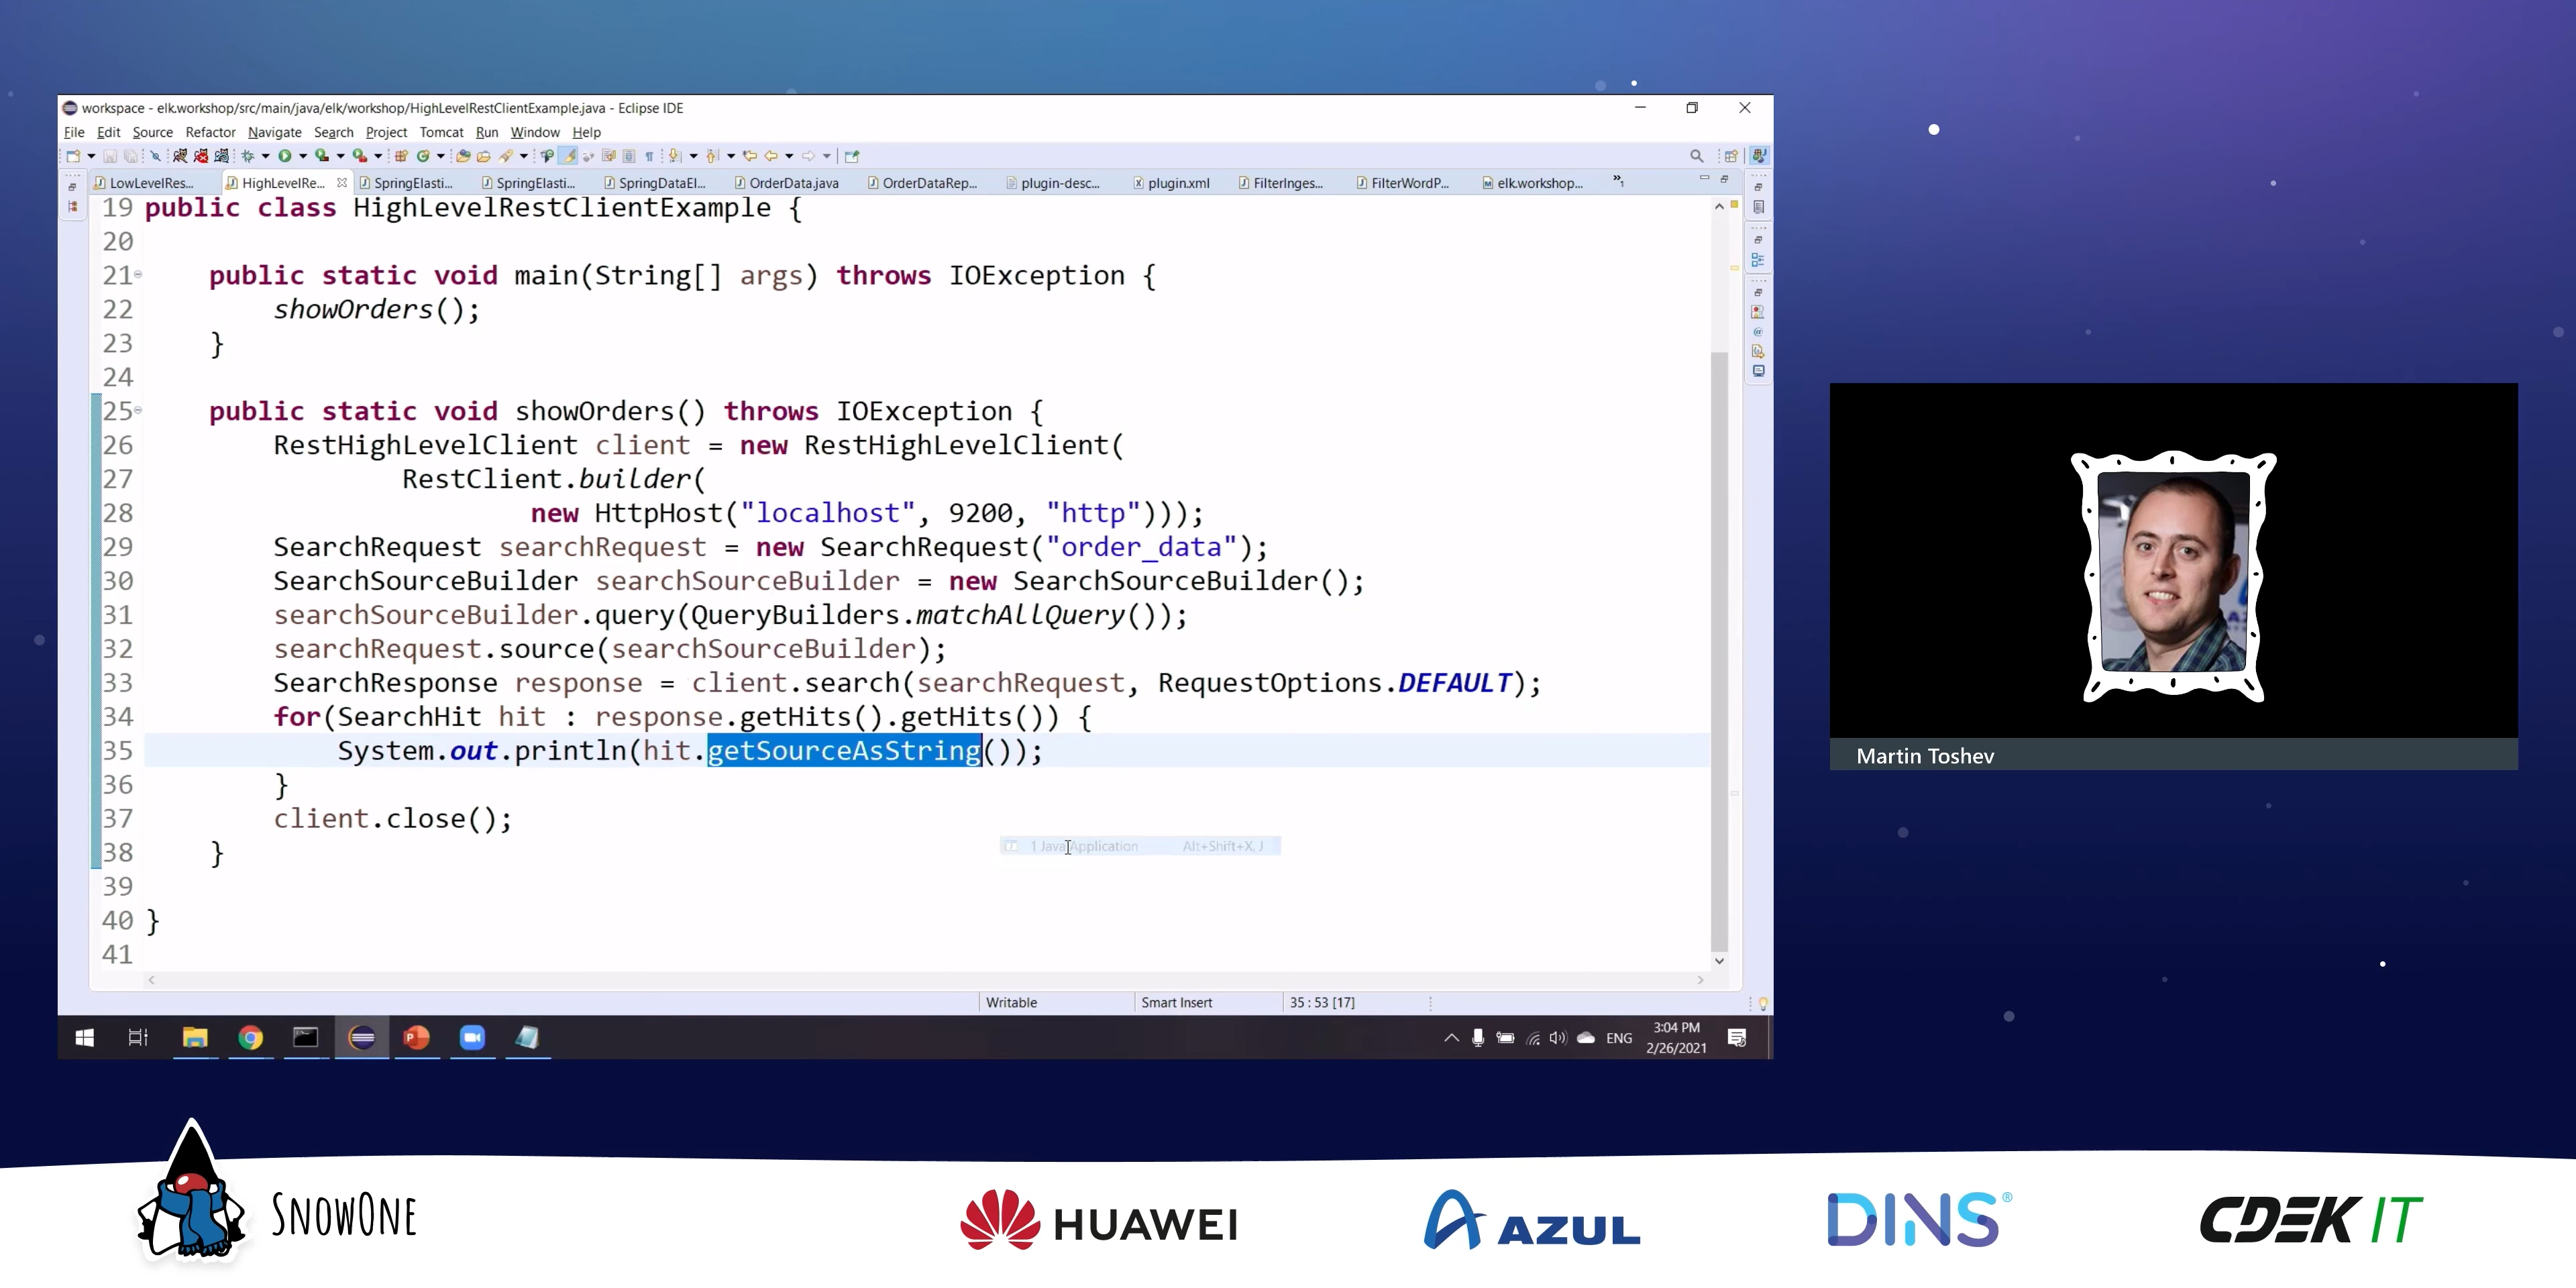 workspace - elk.workshop/src/main/java/elk/workshop/HighLevelRestClientExample.java - Eclipse IDE
File Edit Source Refactor Navigate Search Project Tomcat Run Window Help
LowLevelRes... HighLevelRe... SpringElasti... SpringElasti... SpringDataEl... OrderData.java OrderDataRep... plugin-desc... plugin.xml FilterInges... FilterWordP... elk.workshop... »1
19 public class HighLevelRestClientExample {
20
21 public static void main(String[] args) throws IOException {
22 showOrders();
23 }
24
25 public static void showOrders() throws IOException {
26 RestHighLevelClient client = new RestHighLevelClient(
27 RestClient.builder(
28 new HttpHost("localhost", 9200, "http")));
29 SearchRequest searchRequest = new SearchRequest("order_data");
30 SearchSourceBuilder searchSourceBuilder = new SearchSourceBuilder();
31 searchSourceBuilder.query(QueryBuilders.matchAllQuery());
32 searchRequest.source(searchSourceBuilder);
33 SearchResponse response = client.search(searchRequest, RequestOptions.DEFAULT);
34 for(SearchHit hit : response.getHits().getHits()) {
35 System.out.println(hit.getSourceAsString());
36 }
37 client.close();
1 Java Application Alt+Shift+X, J
38 }
39
40 }
41
Writable Smart Insert 35 : 53 [17]
ENG 3:04 PM
2/26/2021
Martin Toshev
SNOWONE
HUAWEI
AZUL
DINS®
CDEK IT